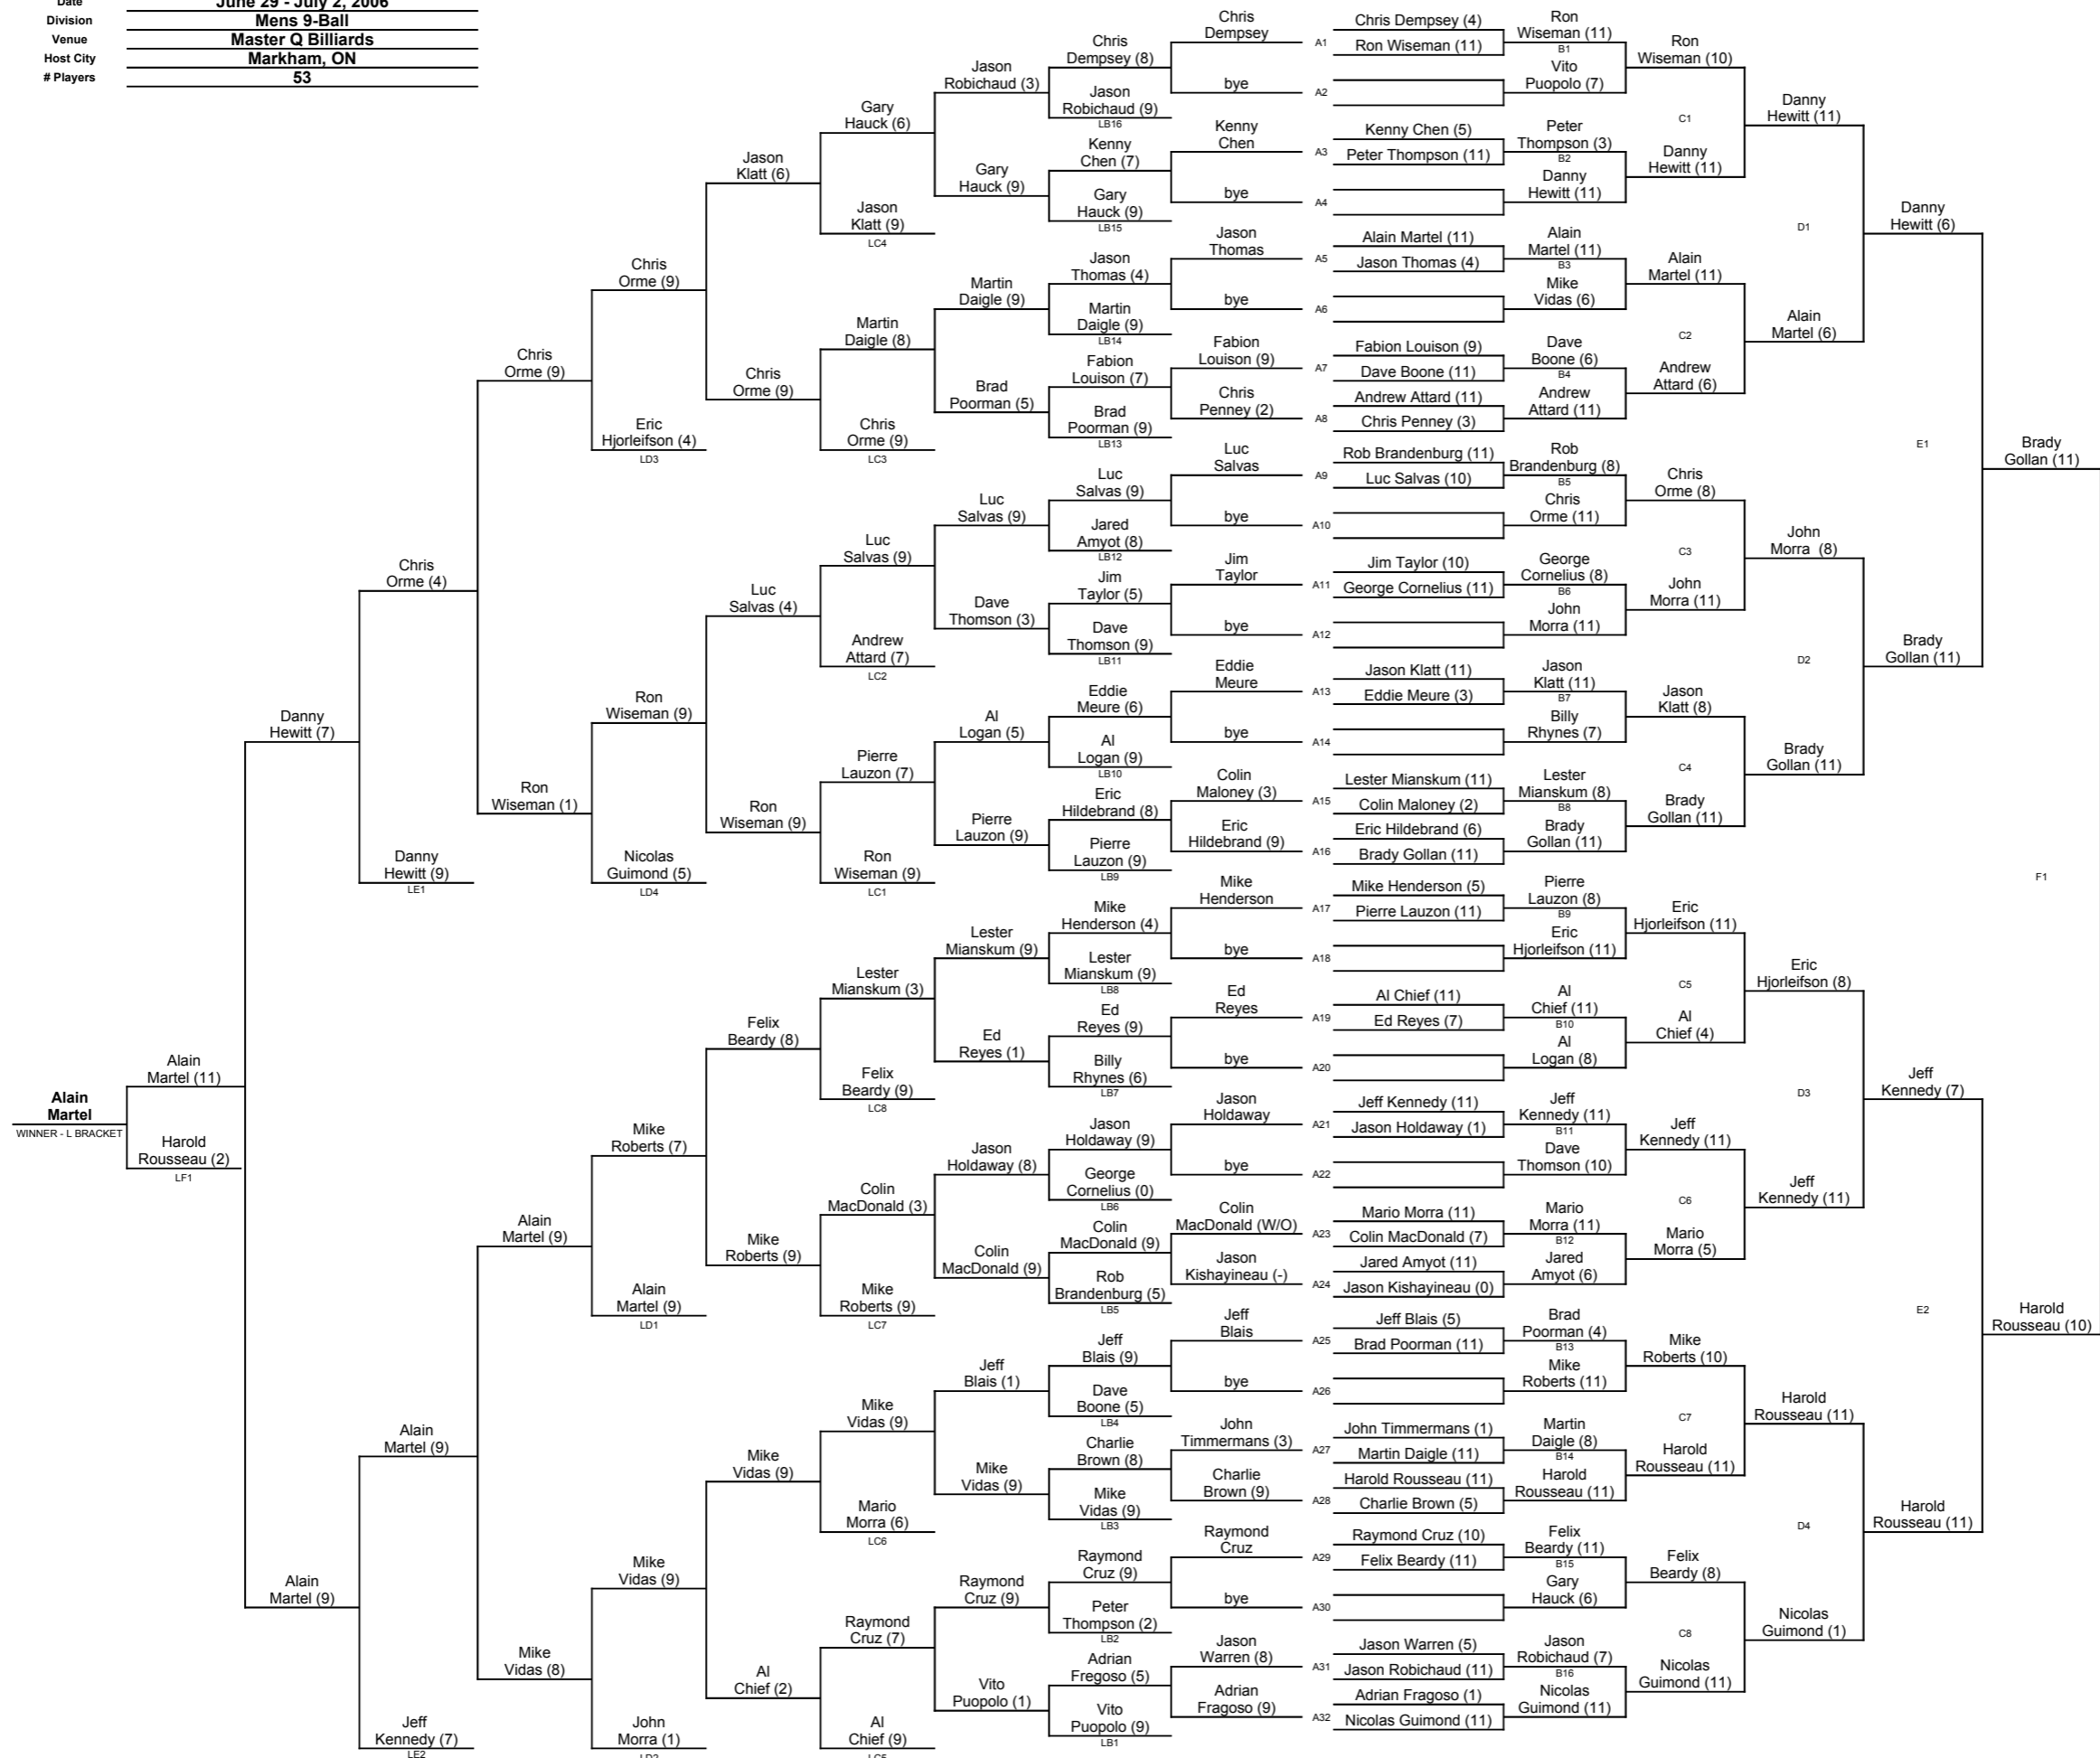 Date June 29 - July 2, 2006
Division Mens 9-Ball
Venue Master Q Billiards
Host City Markham, ON
# Players 53
Alain
Martel
WINNER - L BRACKET
Alain
Martel (11)
Harold
Rousseau (2)
LF1
Danny
Hewitt (7)
Alain
Martel (9)
Chris
Orme (4)
Danny
Hewitt (9)
LE1
Alain
Martel (9)
Jeff
Kennedy (7)
LE2
Chris
Orme (9)
Ron
Wiseman (1)
Alain
Martel (9)
Mike
Vidas (8)
Chris
Orme (9)
Eric
Hjorleifson (4)
LD3
Ron
Wiseman (9)
Nicolas
Guimond (5)
LD4
Mike
Roberts (7)
Alain
Martel (9)
LD1
Mike
Vidas (9)
John
Morra (1)
LD2
Jason
Klatt (6)
Chris
Orme (9)
Luc
Salvas (4)
Ron
Wiseman (9)
Felix
Beardy (8)
Mike
Roberts (9)
Mike
Vidas (9)
Al
Chief (2)
Gary
Hauck (6)
Jason
Klatt (9)
LC4
Martin
Daigle (8)
Chris
Orme (9)
LC3
Luc
Salvas (9)
Andrew
Attard (7)
LC2
Pierre
Lauzon (7)
Ron
Wiseman (9)
LC1
Lester
Mianskum (3)
Felix
Beardy (9)
LC8
Colin
MacDonald (3)
Mike
Roberts (9)
LC7
Mike
Vidas (9)
Mario
Morra (6)
LC6
Raymond
Cruz (7)
Al
Chief (9)
LC5
Jason
Robichaud (3)
Gary
Hauck (9)
Martin
Daigle (9)
Brad
Poorman (5)
Luc
Salvas (9)
Dave
Thomson (3)
Al
Logan (5)
Pierre
Lauzon (9)
Lester
Mianskum (9)
Ed
Reyes (1)
Jason
Holdaway (8)
Colin
MacDonald (9)
Jeff
Blais (1)
Mike
Vidas (9)
Raymond
Cruz (9)
Vito
Puopolo (1)
Chris
Dempsey (8)
Jason
Robichaud (9)
LB16
Kenny
Chen (7)
Gary
Hauck (9)
LB15
Jason
Thomas (4)
Martin
Daigle (9)
LB14
Fabion
Louison (7)
Brad
Poorman (9)
LB13
Luc
Salvas (9)
Jared
Amyot (8)
LB12
Jim
Taylor (5)
Dave
Thomson (9)
LB11
Eddie
Meure (6)
Al
Logan (9)
LB10
Eric
Hildebrand (8)
Pierre
Lauzon (9)
LB9
Mike
Henderson (4)
Lester
Mianskum (9)
LB8
Ed
Reyes (9)
Billy
Rhynes (6)
LB7
Jason
Holdaway (9)
George
Cornelius (0)
LB6
Colin
MacDonald (9)
Rob
Brandenburg (5)
LB5
Jeff
Blais (9)
Dave
Boone (5)
LB4
Charlie
Brown (8)
Mike
Vidas (9)
LB3
Raymond
Cruz (9)
Peter
Thompson (2)
LB2
Adrian
Fregoso (5)
Vito
Puopolo (9)
LB1
Chris
Dempsey
bye
Kenny
Chen
bye
Jason
Thomas
bye
Fabion
Louison (9)
Chris
Penney (2)
Luc
Salvas
bye
Jim
Taylor
bye
Eddie
Meure
bye
Colin
Maloney (3)
Eric
Hildebrand (9)
Mike
Henderson
bye
Ed
Reyes
bye
Jason
Holdaway
bye
Colin
MacDonald (W/O)
Jason
Kishayineau (-)
Jeff
Blais
bye
John
Timmermans (3)
Charlie
Brown (9)
Raymond
Cruz
bye
Jason
Warren (8)
Adrian
Fragoso (9)
A1
A2
A3
A4
A5
A6
A7
A8
A9
A10
A11
A12
A13
A14
A15
A16
A17
A18
A19
A20
A21
A22
A23
A24
A25
A26
A27
A28
A29
A30
A31
A32
Chris Dempsey (4)
Ron Wiseman (11)
Kenny Chen (5)
Peter Thompson (11)
Alain Martel (11)
Jason Thomas (4)
Fabion Louison (9)
Dave Boone (11)
Andrew Attard (11)
Chris Penney (3)
Rob Brandenburg (11)
Luc Salvas (10)
Jim Taylor (10)
George Cornelius (11)
Jason Klatt (11)
Eddie Meure (3)
Lester Mianskum (11)
Colin Maloney (2)
Eric Hildebrand (6)
Brady Gollan (11)
Mike Henderson (5)
Pierre Lauzon (11)
Al Chief (11)
Ed Reyes (7)
Jeff Kennedy (11)
Jason Holdaway (1)
Mario Morra (11)
Colin MacDonald (7)
Jared Amyot (11)
Jason Kishayineau (0)
Jeff Blais (5)
Brad Poorman (11)
John Timmermans (1)
Martin Daigle (11)
Harold Rousseau (11)
Charlie Brown (5)
Raymond Cruz (10)
Felix Beardy (11)
Jason Warren (5)
Jason Robichaud (11)
Adrian Fragoso (1)
Nicolas Guimond (11)
Ron
Wiseman (11)
B1
Vito
Puopolo (7)
Peter
Thompson (3)
B2
Danny
Hewitt (11)
Alain
Martel (11)
B3
Mike
Vidas (6)
Dave
Boone (6)
B4
Andrew
Attard (11)
Rob
Brandenburg (8)
B5
Chris
Orme (11)
George
Cornelius (8)
B6
John
Morra (11)
Jason
Klatt (11)
B7
Billy
Rhynes (7)
Lester
Mianskum (8)
B8
Brady
Gollan (11)
Pierre
Lauzon (8)
B9
Eric
Hjorleifson (11)
Al
Chief (11)
B10
Al
Logan (8)
Jeff
Kennedy (11)
B11
Dave
Thomson (10)
Mario
Morra (11)
B12
Jared
Amyot (6)
Brad
Poorman (4)
B13
Mike
Roberts (11)
Martin
Daigle (8)
B14
Harold
Rousseau (11)
Felix
Beardy (11)
B15
Gary
Hauck (6)
Jason
Robichaud (7)
B16
Nicolas
Guimond (11)
Ron
Wiseman (10)
C1
Danny
Hewitt (11)
Alain
Martel (11)
C2
Andrew
Attard (6)
Chris
Orme (8)
C3
John
Morra (11)
Jason
Klatt (8)
C4
Brady
Gollan (11)
Eric
Hjorleifson (11)
C5
Al
Chief (4)
Jeff
Kennedy (11)
C6
Mario
Morra (5)
Mike
Roberts (10)
C7
Harold
Rousseau (11)
Felix
Beardy (8)
C8
Nicolas
Guimond (11)
Danny
Hewitt (11)
D1
Alain
Martel (6)
John
Morra (8)
D2
Brady
Gollan (11)
Eric
Hjorleifson (8)
D3
Jeff
Kennedy (11)
Harold
Rousseau (11)
D4
Nicolas
Guimond (1)
Danny
Hewitt (6)
E1
Brady
Gollan (11)
Jeff
Kennedy (7)
E2
Harold
Rousseau (11)
Brady
Gollan (11)
F1
Harold
Rousseau (10)